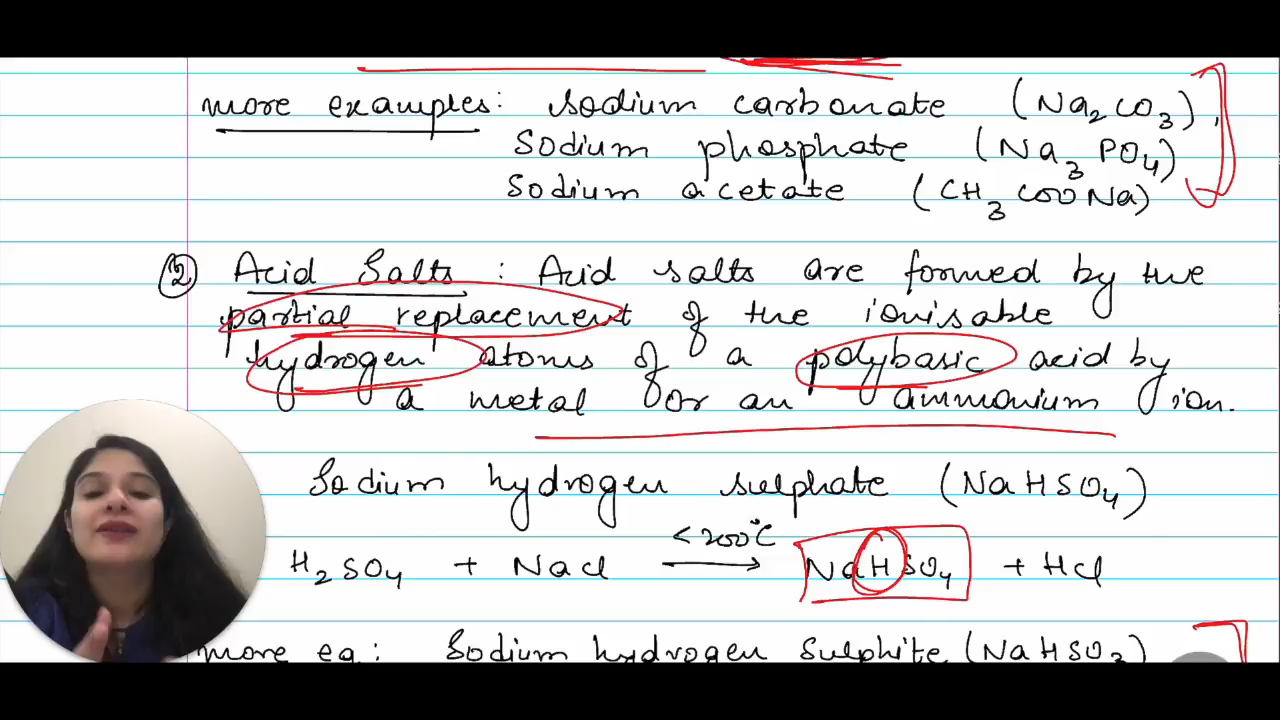 more examples: Sodium carbonate (Na₂CO₃),
Sodium phosphate (Na₃PO₄)
Sodium acetate (CH₃COONa)
② Acid Salts : Acid salts are formed by the
partial replacement of the ionisable
hydrogen atoms of a polybasic acid by
a metal or an ammonium ion.
Sodium hydrogen sulphate (NaHSO₄)
<200°C
H₂SO₄ + NaCl → NaHSO₄ + HCl
more eg: Sodium hydrogen Sulphite (NaHSO₃)